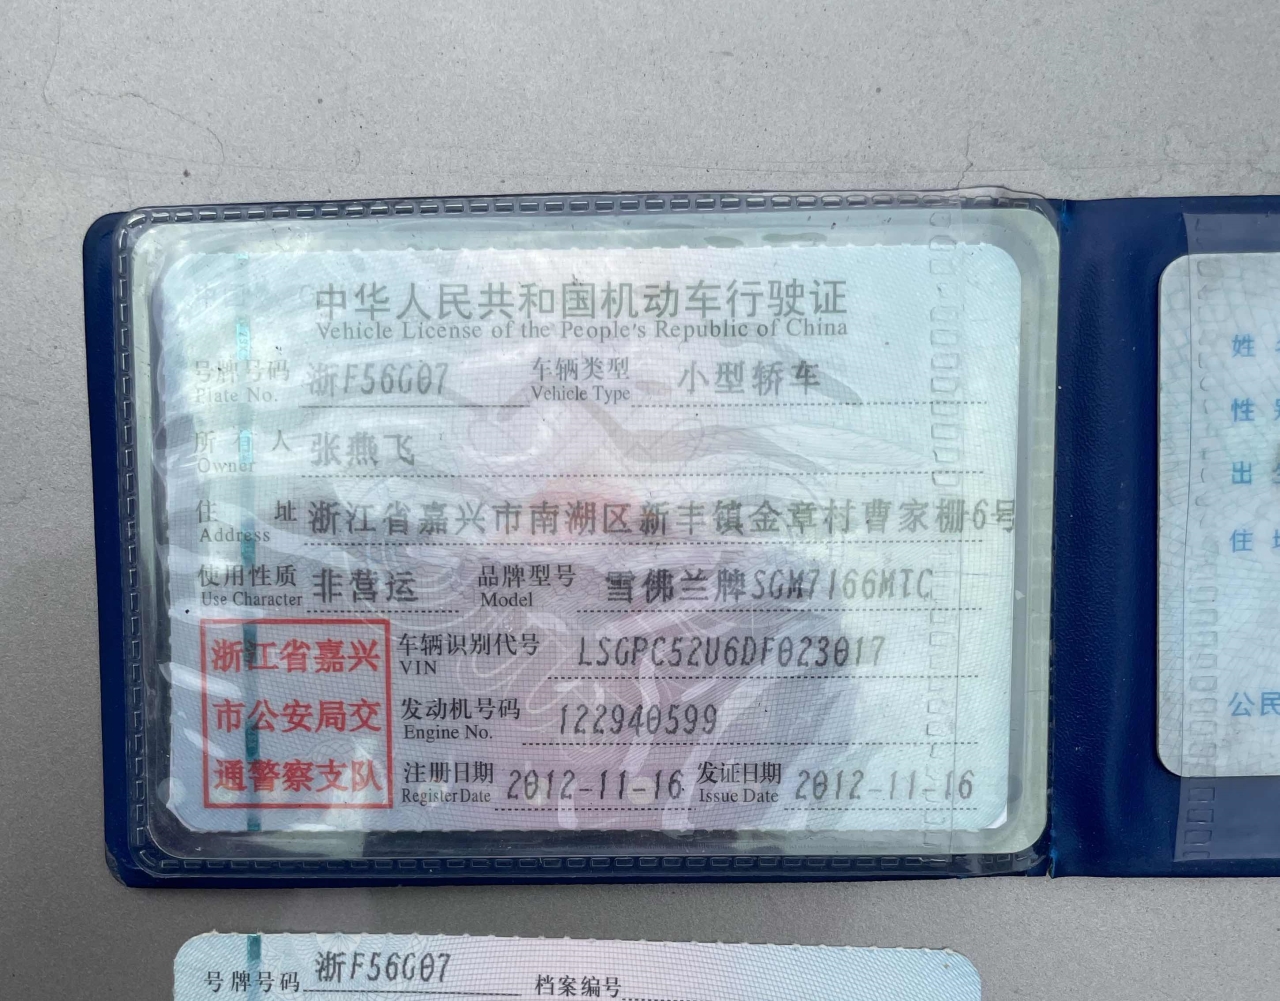 中华人民共和国机动车行驶证
Vehicle License of the People's Republic of China
号牌号码 浙F56G07 车辆类型 小型轿车
Plate No. Vehicle Type
所有人 张燕飞
Owner
住址 浙江省嘉兴市南湖区新丰镇金章村曹家栅6号
Address
使用性质 非营运 品牌型号 雪佛兰牌SGM7166MTC
Use Character Model
浙江省嘉兴
市公安局交
通警察支队
车辆识别代号 LSGPC52U6DF023017
VIN
发动机号码 122940599
Engine No.
注册日期 2012-11-16 发证日期 2012-11-16
Register Date Issue Date
姓
性
出
住
公民
号牌号码 浙F56G07 档案编号